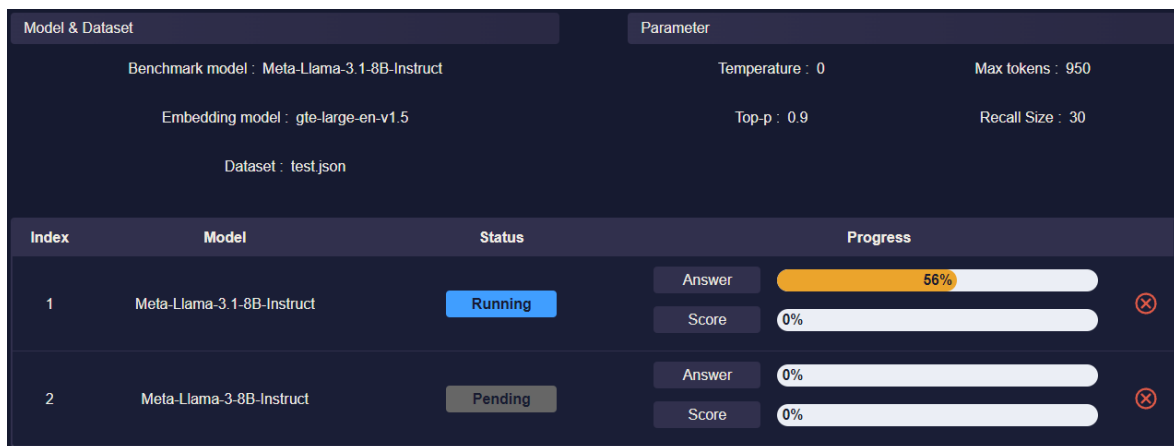 Model & Dataset
Parameter
Benchmark model : Meta-Llama-3.1-8B-Instruct
Temperature : 0
Max tokens : 950
Embedding model : gte-large-en-v1.5
Top-p : 0.9
Recall Size : 30
Dataset : test.json
Index Model Status Progress
1 Meta-Llama-3.1-8B-Instruct Running
Answer 56%
Score 0%
2 Meta-Llama-3-8B-Instruct Pending
Answer 0%
Score 0%